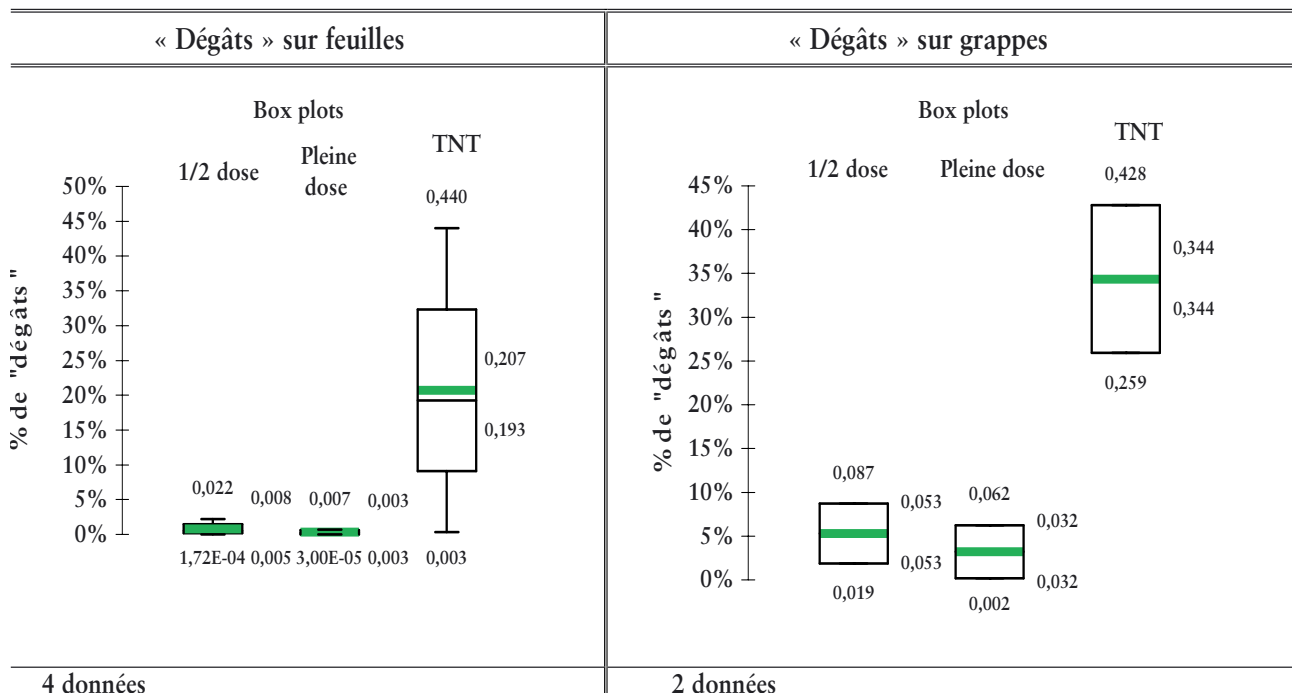 « Dégâts » sur feuilles
« Dégâts » sur grappes
Box plots
TNT
1/2 dose
Pleine
dose
% de "dégâts"
50%
45%
40%
35%
30%
25%
20%
15%
10%
5%
0%
0,440
0,207
0,193
0,022
0,008
0,007
0,003
1,72E-04
0,005
3,00E-05
0,003
0,003
Box plots
TNT
1/2 dose
Pleine dose
% de "dégâts"
45%
40%
35%
30%
25%
20%
15%
10%
5%
0%
0,428
0,344
0,344
0,259
0,087
0,053
0,062
0,032
0,053
0,032
0,019
0,002
4 données
2 données